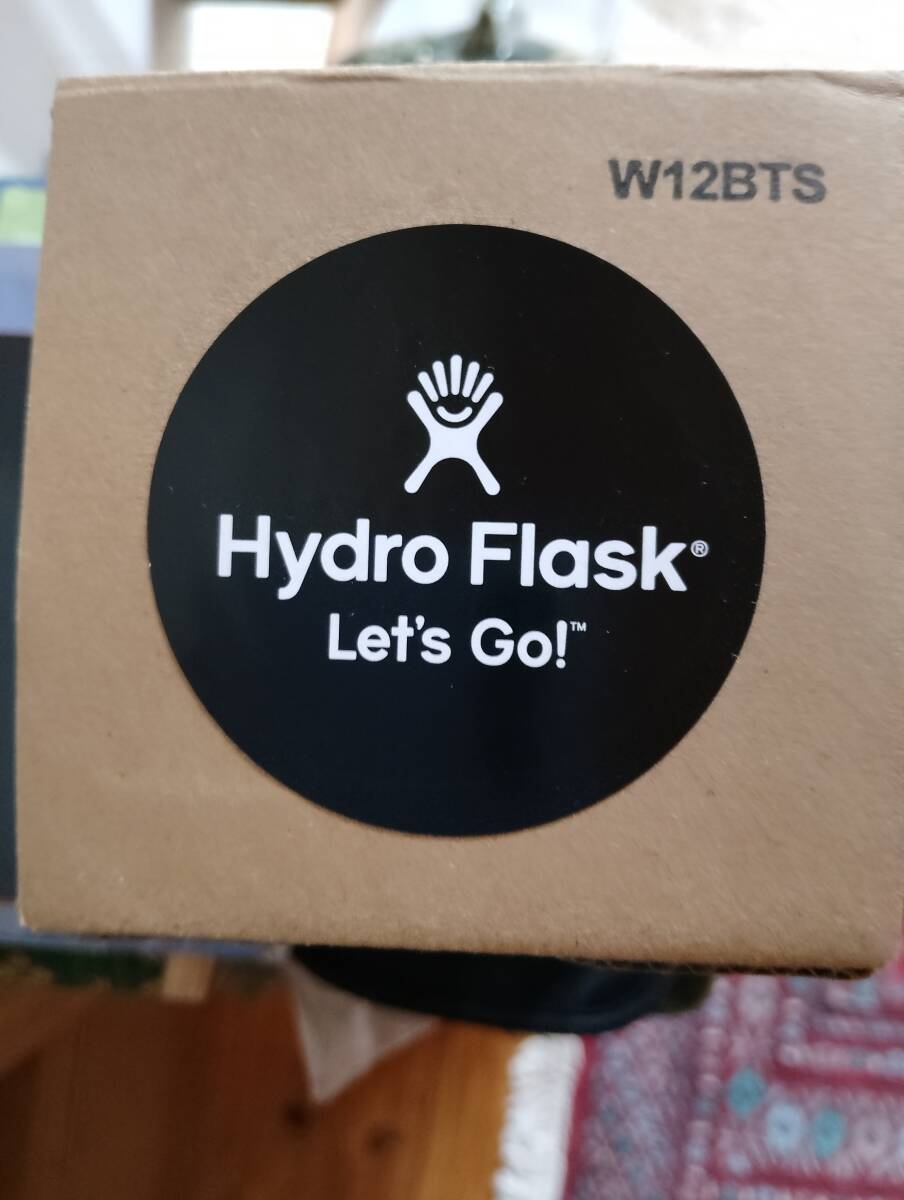 W12BTS
Hydro Flask®
Let's Go!™